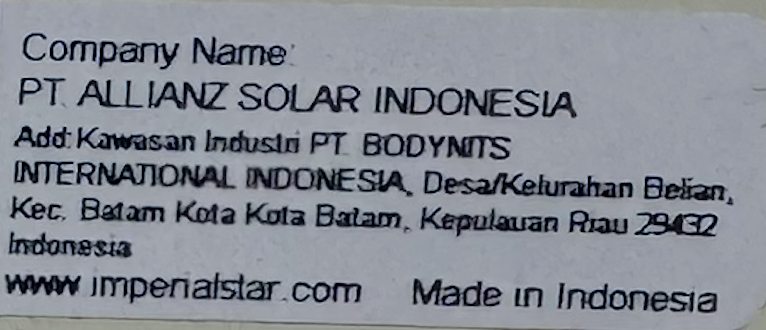 Company Name:
PT. ALLIANZ SOLAR INDONESIA
Add: Kawasan Industri PT. BODYNITS
INTERNATIONAL INDONESIA, Desa/Kelurahan Belian,
Kec. Batam Kota Kota Batam, Kepulauan Riau 29432
Indonesia
www.imperialstar.com Made in Indonesia